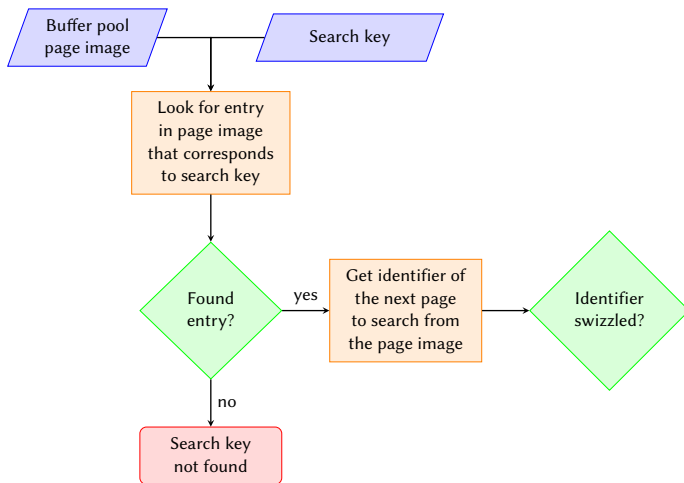 Buffer pool
page image
Search key
Look for entry
in page image
that corresponds
to search key
Found
entry?
yes
Get identifier of
the next page
to search from
the page image
Identifier
swizzled?
no
Search key
not found